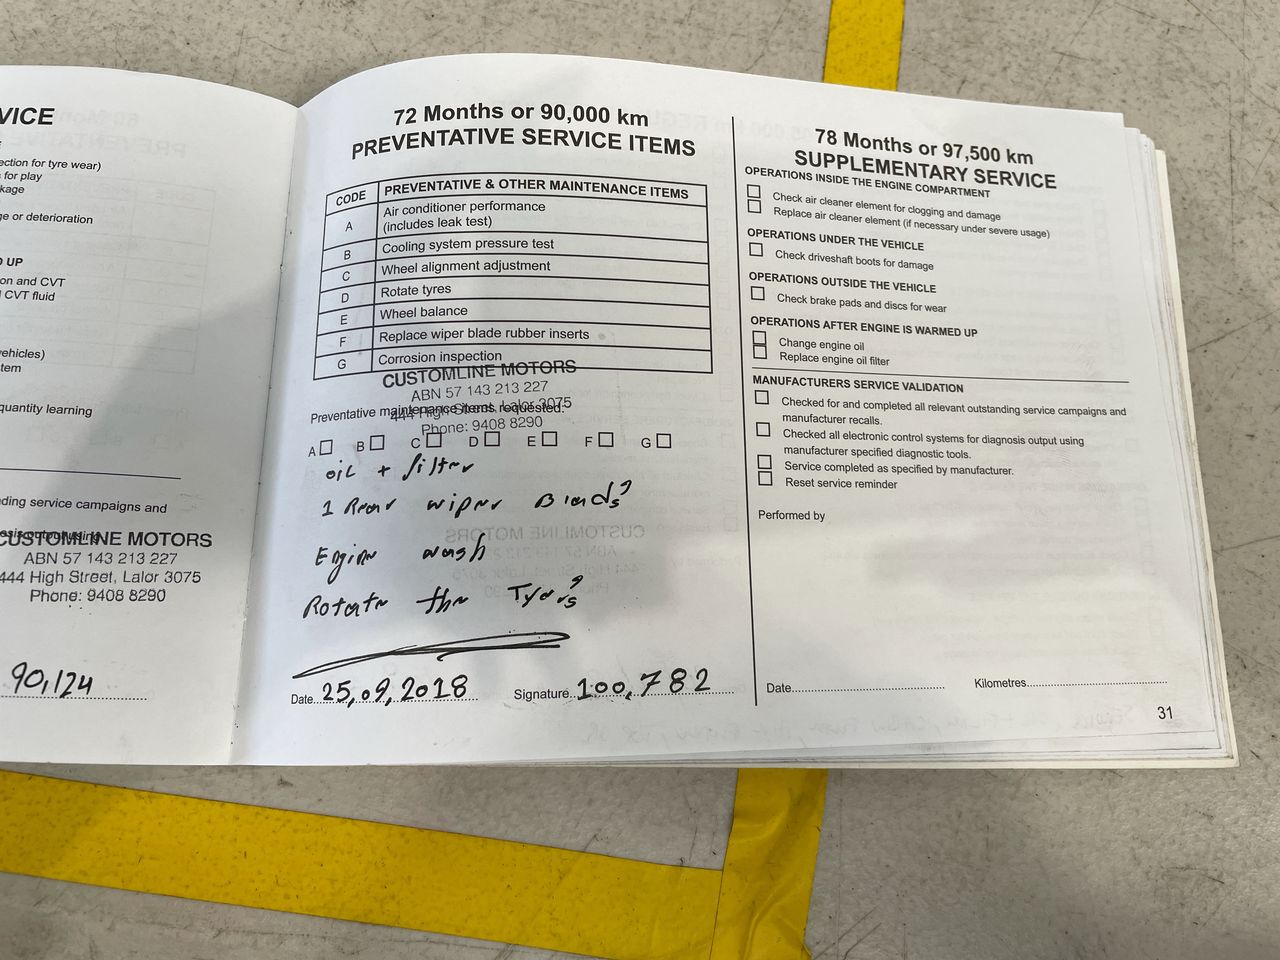 VICE
ection for tyre wear)
for play
kage
ge or deterioration
D UP
on and CVT
CVT fluid
vehicles)
tem
quantity learning
ding service campaigns and
CUSTOMLINE MOTORS
ABN 57 143 213 227
444 High Street, Lalor 3075
Phone: 9408 8290
90,124
72 Months or 90,000 km
PREVENTATIVE SERVICE ITEMS
CODE PREVENTATIVE & OTHER MAINTENANCE ITEMS
A Air conditioner performance
(includes leak test)
B Cooling system pressure test
C Wheel alignment adjustment
D Rotate tyres
E Wheel balance
F Replace wiper blade rubber inserts
G Corrosion inspection
CUSTOMLINE MOTORS
ABN 57 143 213 227
444 High Street, Lalor 3075
Preventative maintenance items requested:
Phone: 9408 8290
A B C D E F G
oil + filter
1 Rear wiper
Engine wash
Rotate the
Date 25,09,2018 Signature 100,782
78 Months or 97,500 km
SUPPLEMENTARY SERVICE
OPERATIONS INSIDE THE ENGINE COMPARTMENT
Check air cleaner element for clogging and damage
Replace air cleaner element (if necessary under severe usage)
OPERATIONS UNDER THE VEHICLE
Check driveshaft boots for damage
OPERATIONS OUTSIDE THE VEHICLE
Check brake pads and discs for wear
OPERATIONS AFTER ENGINE IS WARMED UP
Change engine oil
Replace engine oil filter
MANUFACTURERS SERVICE VALIDATION
Checked for and completed all relevant outstanding service campaigns and
manufacturer recalls.
Checked all electronic control systems for diagnosis output using
manufacturer specified diagnostic tools.
Service completed as specified by manufacturer.
Reset service reminder
Performed by
Date Kilometres
31